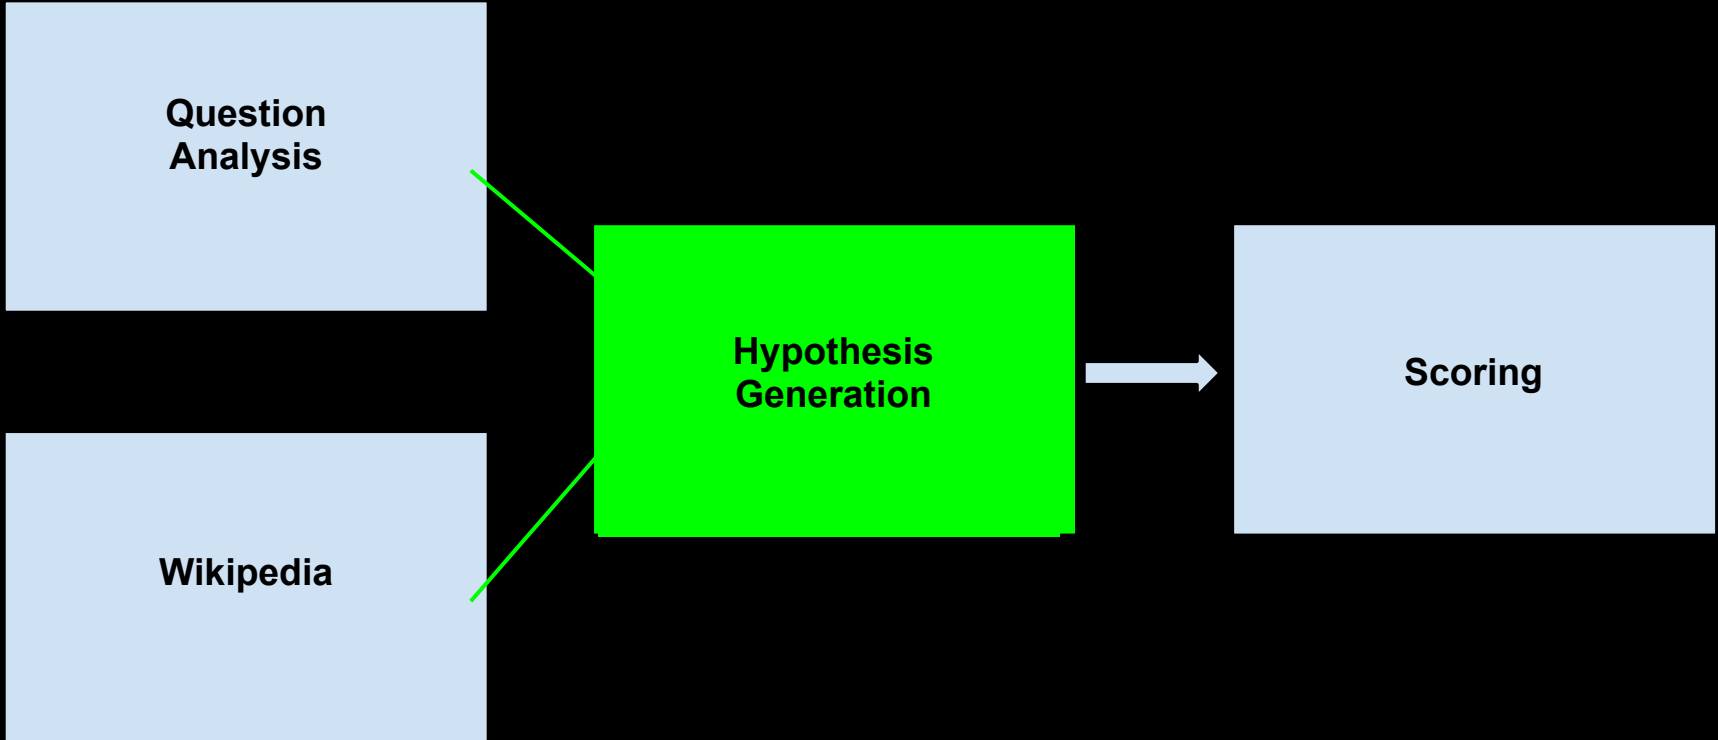 Question
Analysis
Wikipedia
Hypothesis
Generation
Scoring